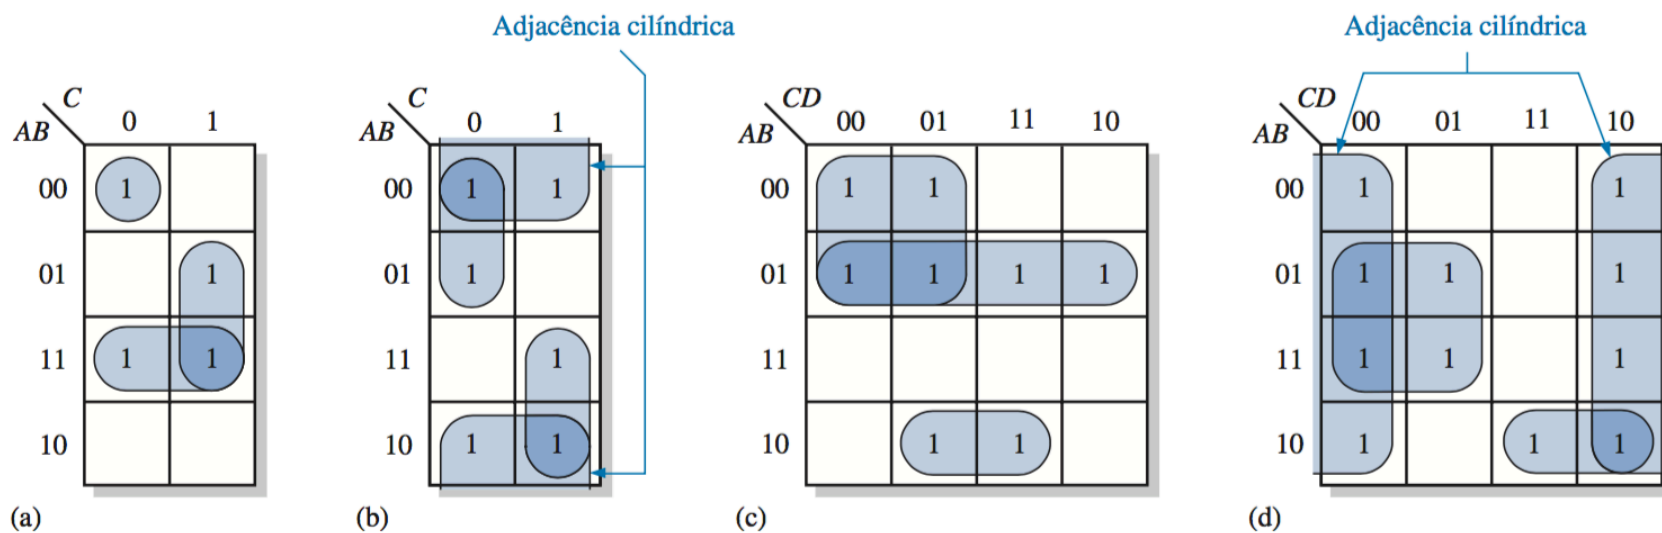 Adjacência cilíndrica Adjacência cilíndrica
C C CD CD
AB 0 1 AB 0 1 AB 00 01 11 10 AB 00 01 11 10
00 1 00 1 1 00 1 1 00 1 1
01 1 01 1 01 1 1 1 1 01 1 1 1
11 1 1 11 1 11 11 1 1 1
10 10 1 1 10 1 1 10 1 1 1
(a) (b) (c) (d)